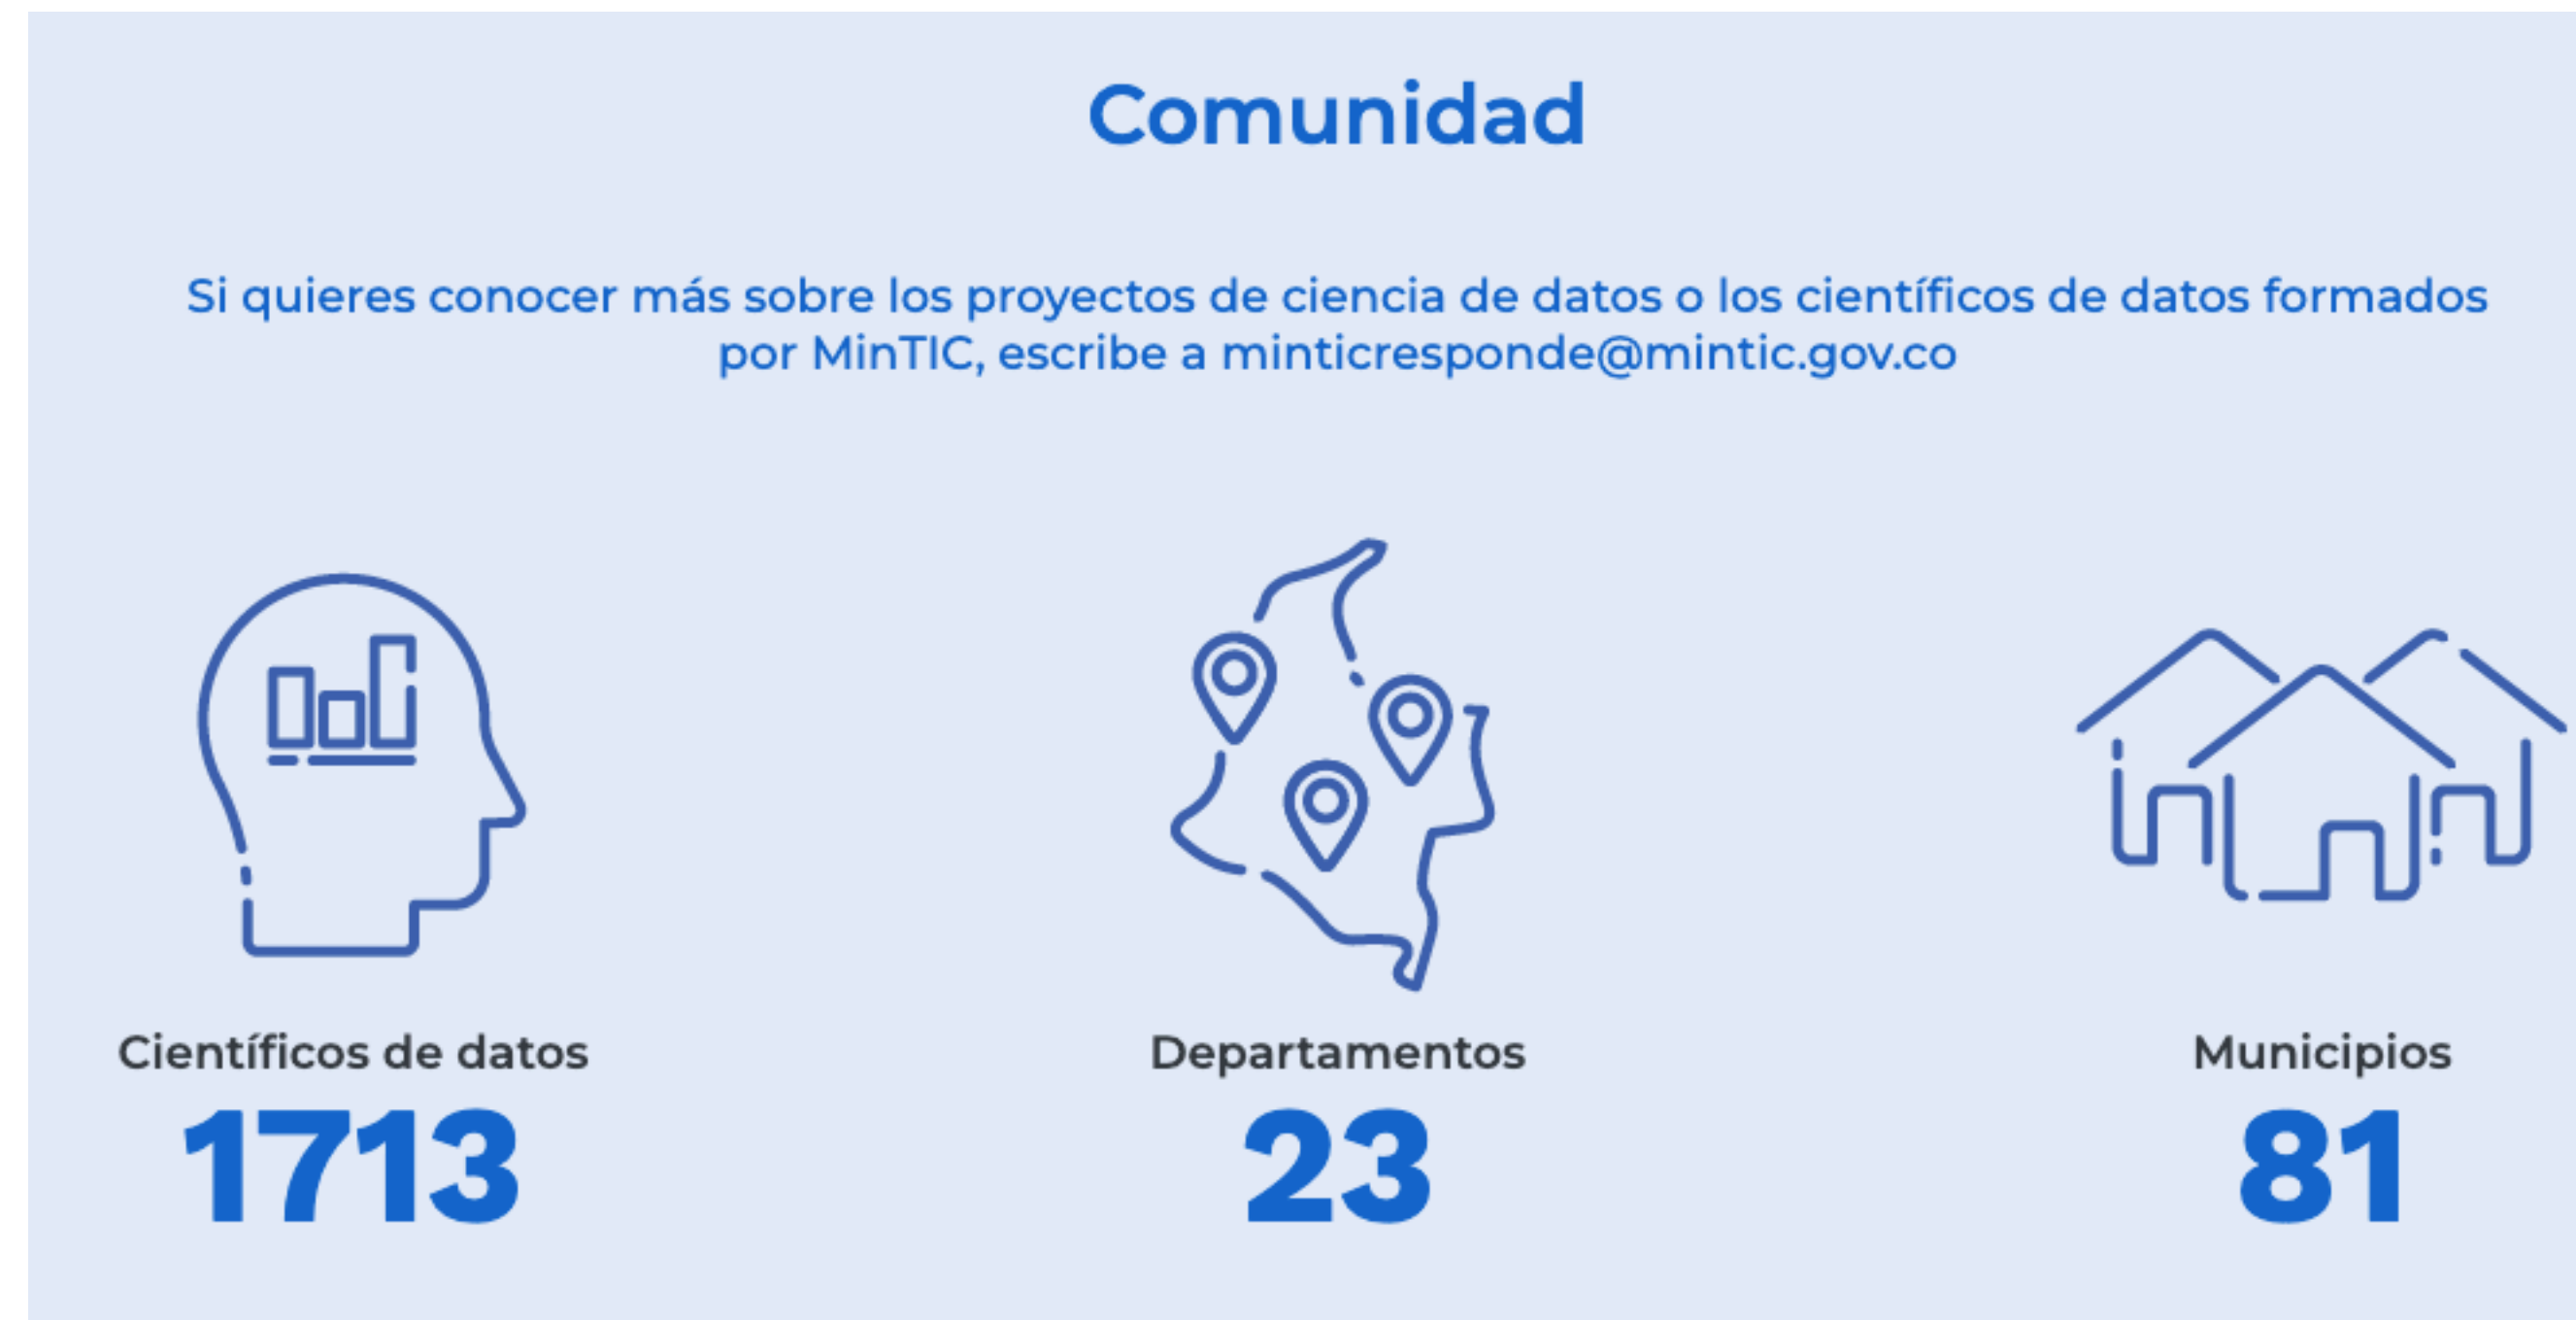 Comunidad
Si quieres conocer más sobre los proyectos de ciencia de datos o los científicos de datos formados
por MinTIC, escribe a minticresponde@mintic.gov.co
Científicos de datos
1713
Departamentos
23
Municipios
81